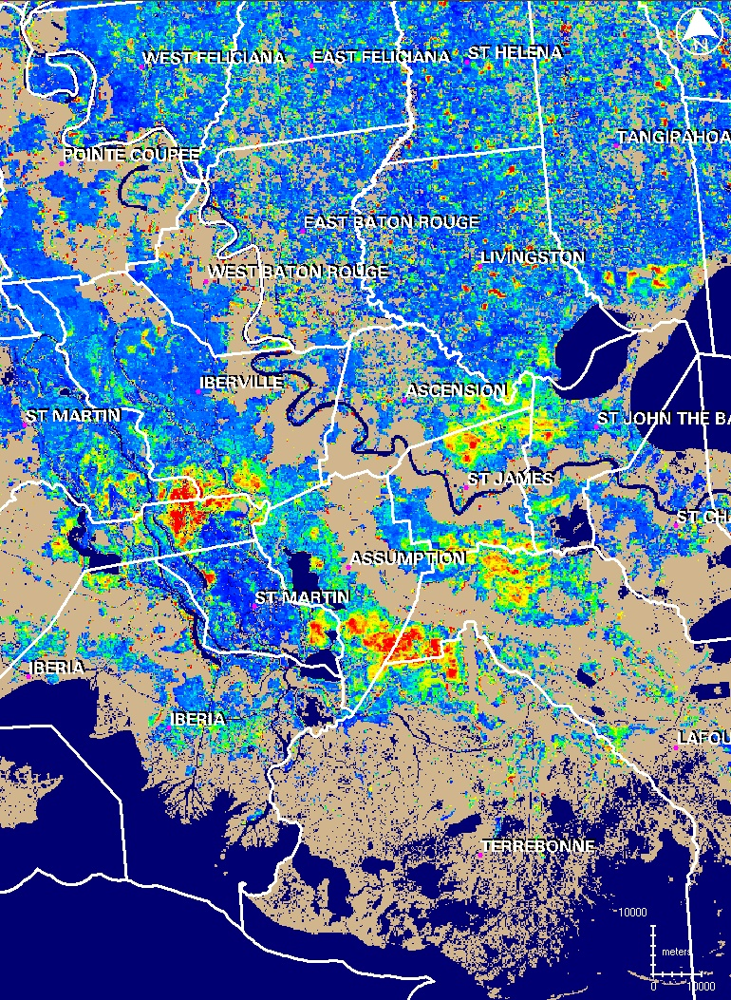 WEST FELICIANA EAST FELICIANA ST HELENA
N
TANGIPAHOA
POINTE COUPEE
EAST BATON ROUGE
LIVINGSTON
WEST BATON ROUGE
IBERVILLE
ASCENSION
ST MARTIN
ST JOHN THE BA
ST JAMES
ST CH
ASSUMPTION
ST MARTIN
IBERIA
IBERIA
LAFOU
TERREBONNE
10000
meters
0 10000